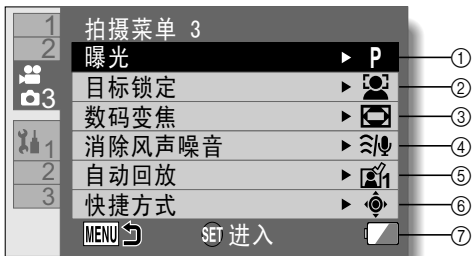 1
2
3
1
2
3
拍摄菜单 3
曝光 P ①
目标锁定 ②
数码变焦 ③
消除风声噪音 ④
自动回放 1 ⑤
快捷方式 ⑥
MENU SET 进入 ⑦